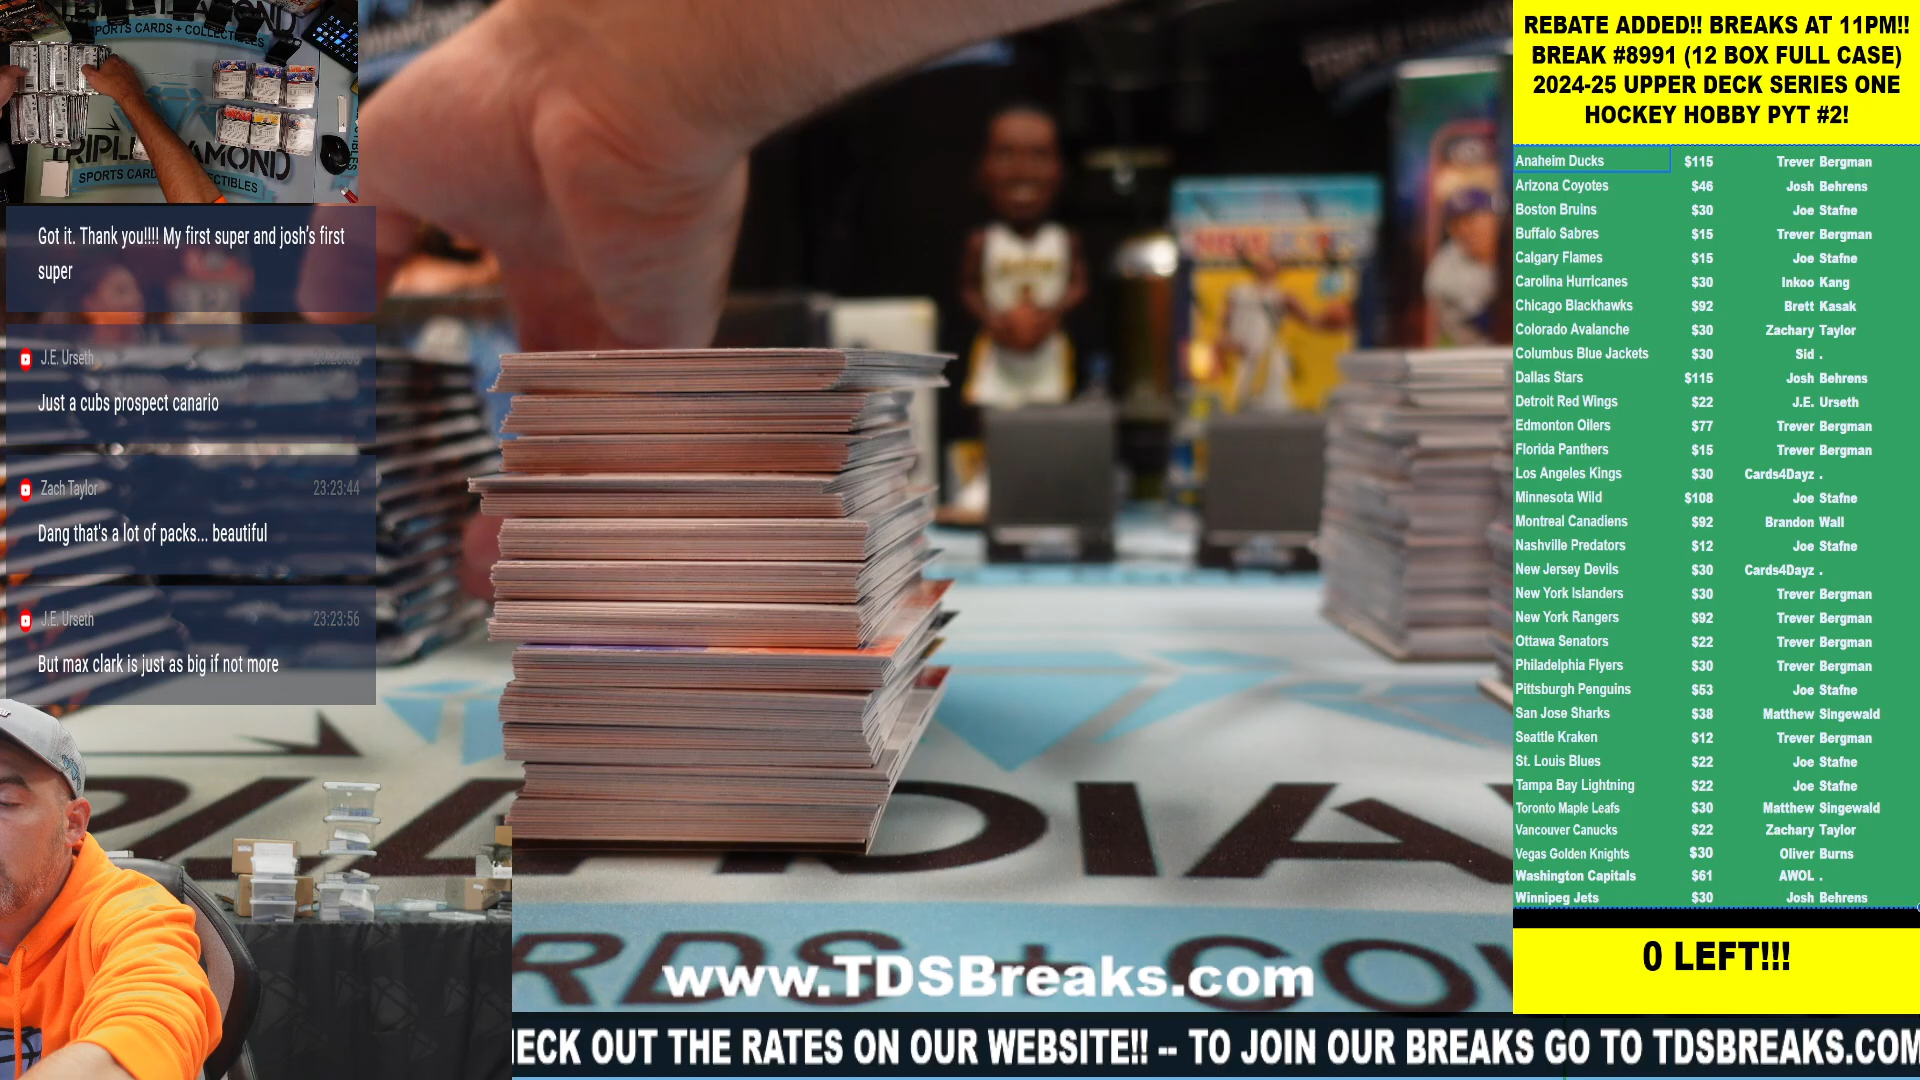 SPORTS CARDS + COLLECTIBLES
TRIPLE DIAMOND
SPORTS CARDS
Got it. Thank you!!!! My first super and josh's first
super
J.E. Urseth
Just a cubs prospect canario
Zach Taylor 23:23:44
Dang that's a lot of packs... beautiful
J.E. Urseth 23:23:56
But max clark is just as big if not more
REBATE ADDED!! BREAKS AT 11PM!!
BREAK #8991 (12 BOX FULL CASE)
2024-25 UPPER DECK SERIES ONE
HOCKEY HOBBY PYT #2!
Anaheim Ducks $115 Trever Bergman
Arizona Coyotes $46 Josh Behrens
Boston Bruins $30 Joe Stafne
Buffalo Sabres $15 Trever Bergman
Calgary Flames $15 Joe Stafne
Carolina Hurricanes $30 Inkoo Kang
Chicago Blackhawks $92 Brett Kasak
Colorado Avalanche $30 Zachary Taylor
Columbus Blue Jackets $30 Sid .
Dallas Stars $115 Josh Behrens
Detroit Red Wings $22 J.E. Urseth
Edmonton Oilers $77 Trever Bergman
Florida Panthers $15 Trever Bergman
Los Angeles Kings $30 Cards4Dayz .
Minnesota Wild $108 Joe Stafne
Montreal Canadiens $92 Brandon Wall
Nashville Predators $12 Joe Stafne
New Jersey Devils $30 Cards4Dayz .
New York Islanders $30 Trever Bergman
New York Rangers $92 Trever Bergman
Ottawa Senators $22 Trever Bergman
Philadelphia Flyers $30 Trever Bergman
Pittsburgh Penguins $53 Joe Stafne
San Jose Sharks $38 Matthew Singewald
Seattle Kraken $12 Trever Bergman
St. Louis Blues $22 Joe Stafne
Tampa Bay Lightning $22 Joe Stafne
Toronto Maple Leafs $30 Matthew Singewald
Vancouver Canucks $22 Zachary Taylor
Vegas Golden Knights $30 Oliver Burns
Washington Capitals $61 AWOL .
Winnipeg Jets $30 Josh Behrens
0 LEFT!!!
www.TDSBreaks.com
ECK OUT THE RATES ON OUR WEBSITE!! -- TO JOIN OUR BREAKS GO TO TDSBREAKS.COM